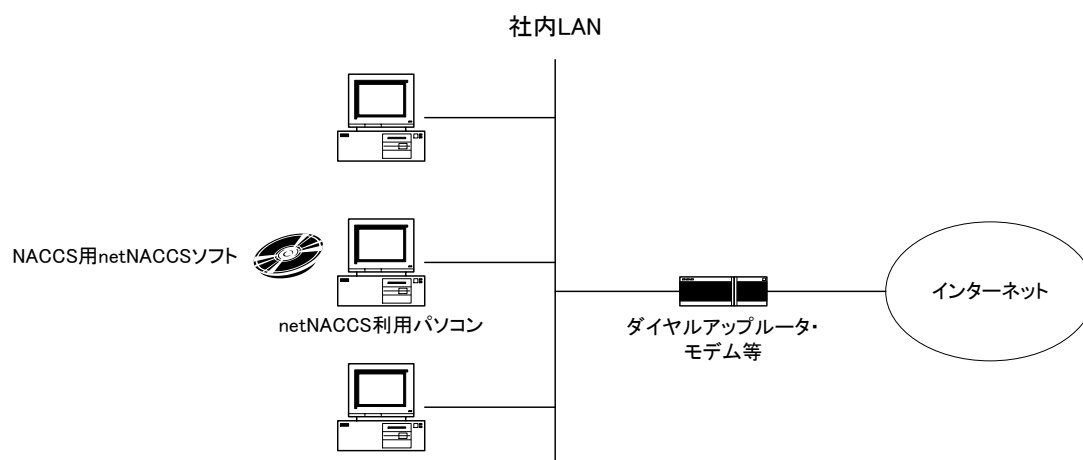 社内LAN
NACCS用netNACCSソフト
netNACCS利用パソコン
ダイヤルアップルータ・
モデム等
インターネット